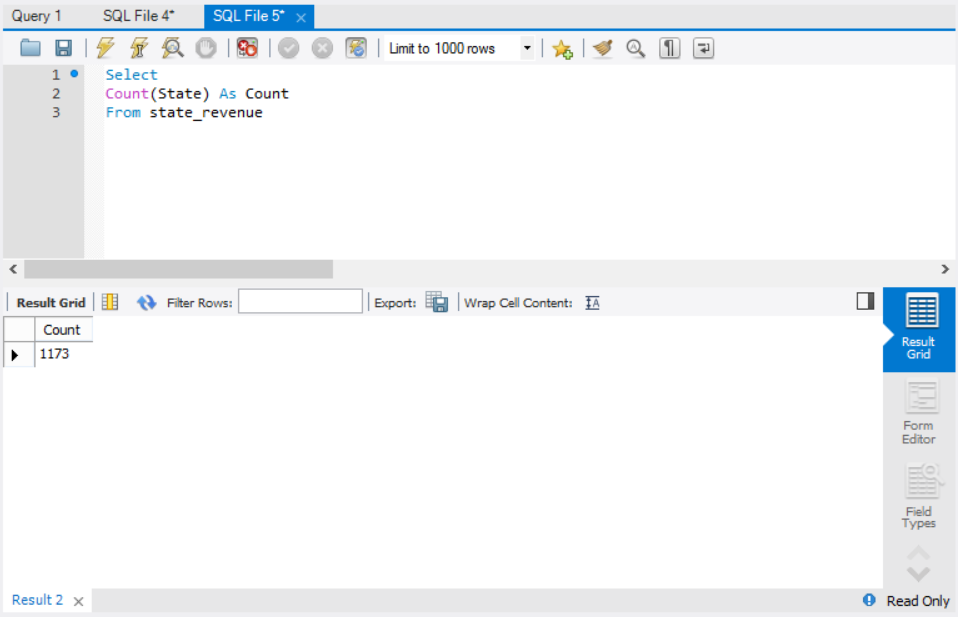 Query 1 SQL File 4* SQL File 5* ×
Limit to 1000 rows
1 Select
2 Count(State) As Count
3 From state_revenue
Result Grid Filter Rows: Export: Wrap Cell Content: IA
Count
1173
Result
Grid
Form
Editor
Field
Types
Result 2 × Read Only